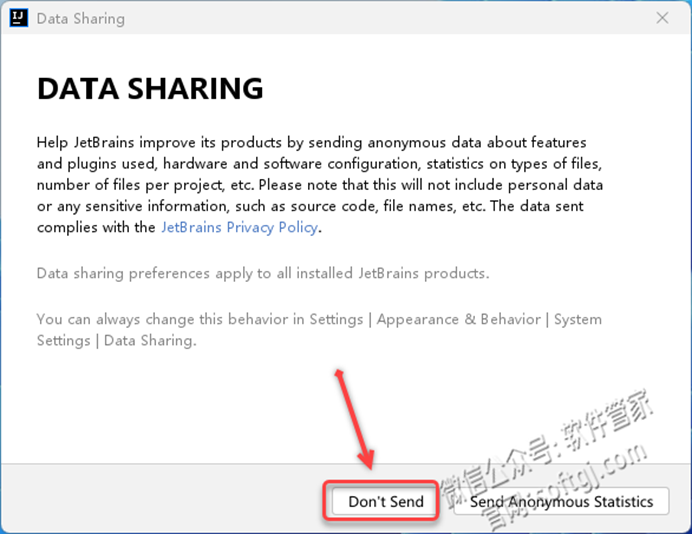 IJ
Data Sharing
DATA SHARING
Help JetBrains improve its products by sending anonymous data about features
and plugins used, hardware and software configuration, statistics on types of files,
number of files per project, etc. Please note that this will not include personal data
or any sensitive information, such as source code, file names, etc. The data sent
complies with the JetBrains Privacy Policy.
Data sharing preferences apply to all installed JetBrains products.
You can always change this behavior in Settings | Appearance & Behavior | System
Settings | Data Sharing.
微信公众号:软件管家
官网:softgj.com
Don't Send
Send Anonymous Statistics